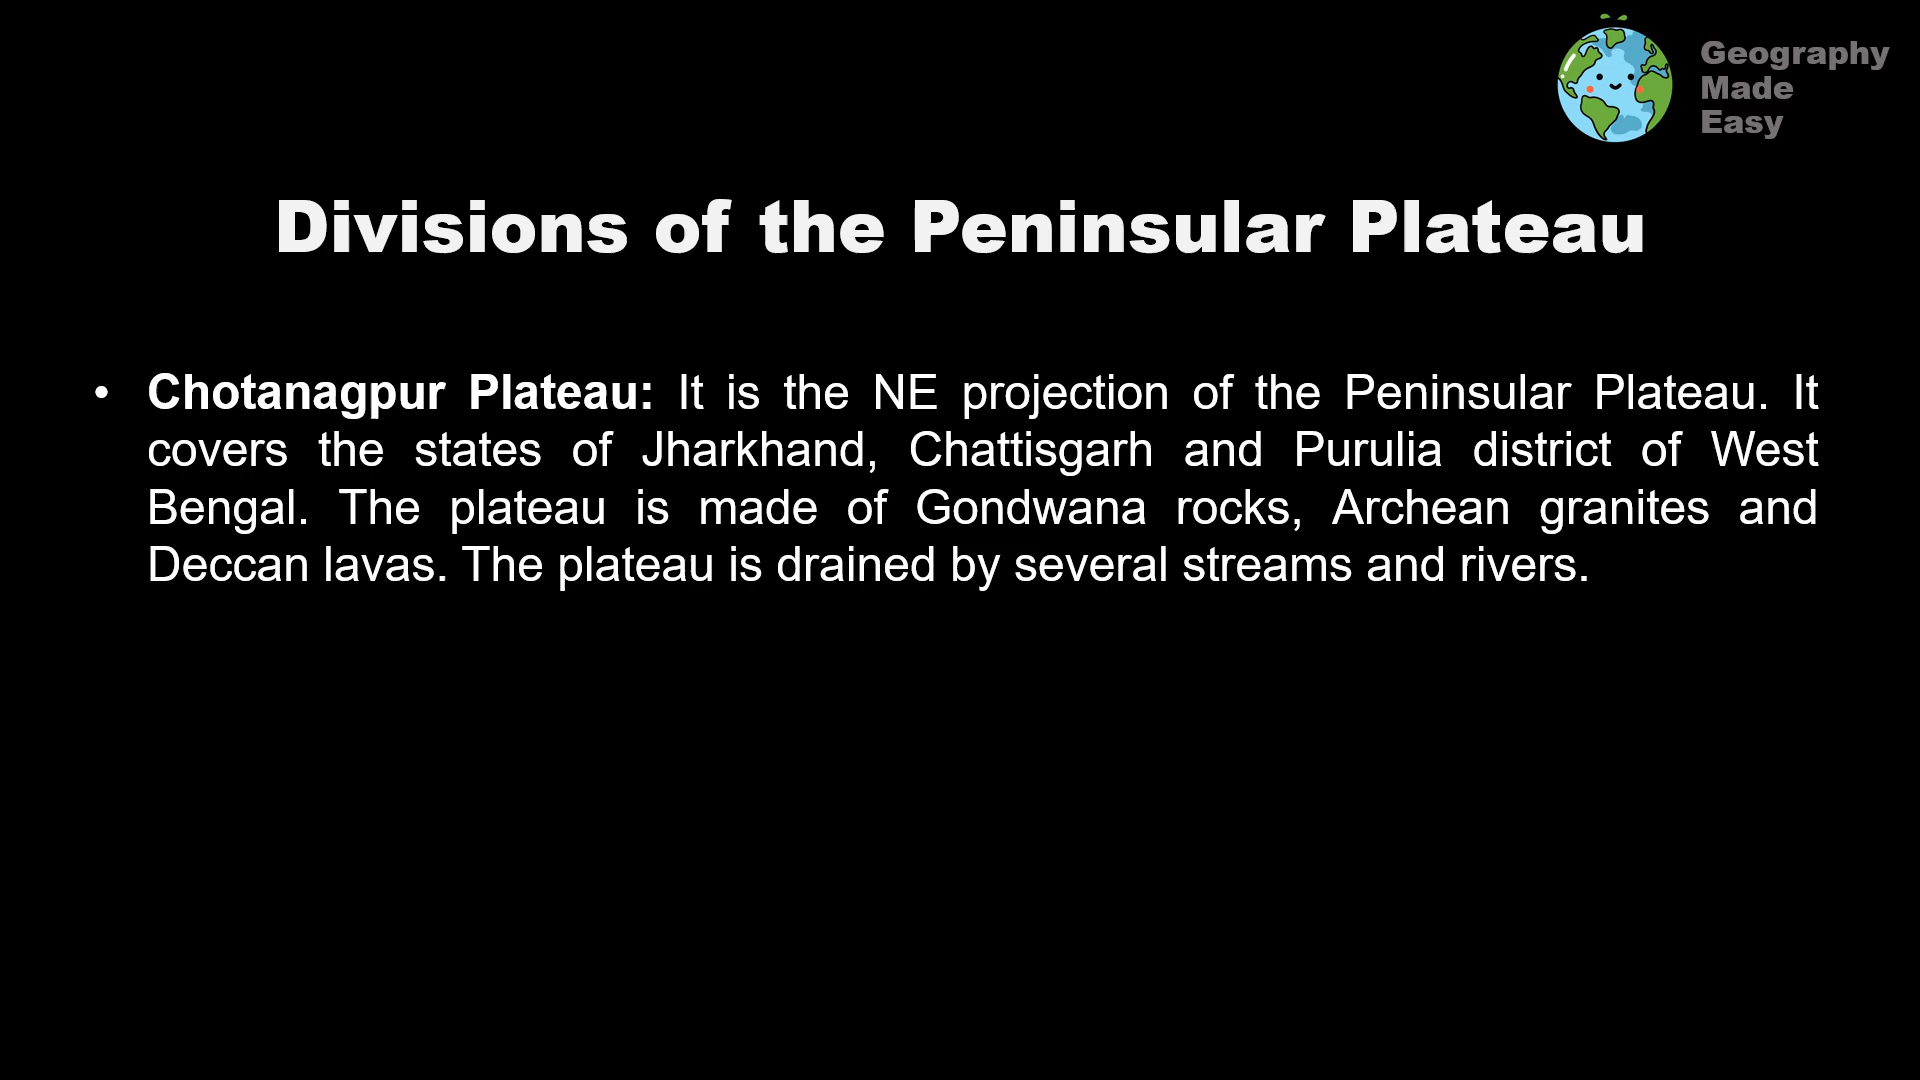 Geography
Made
Easy
Divisions of the Peninsular Plateau
• Chotanagpur Plateau: It is the NE projection of the Peninsular Plateau. It
covers the states of Jharkhand, Chattisgarh and Purulia district of West
Bengal. The plateau is made of Gondwana rocks, Archean granites and
Deccan lavas. The plateau is drained by several streams and rivers.